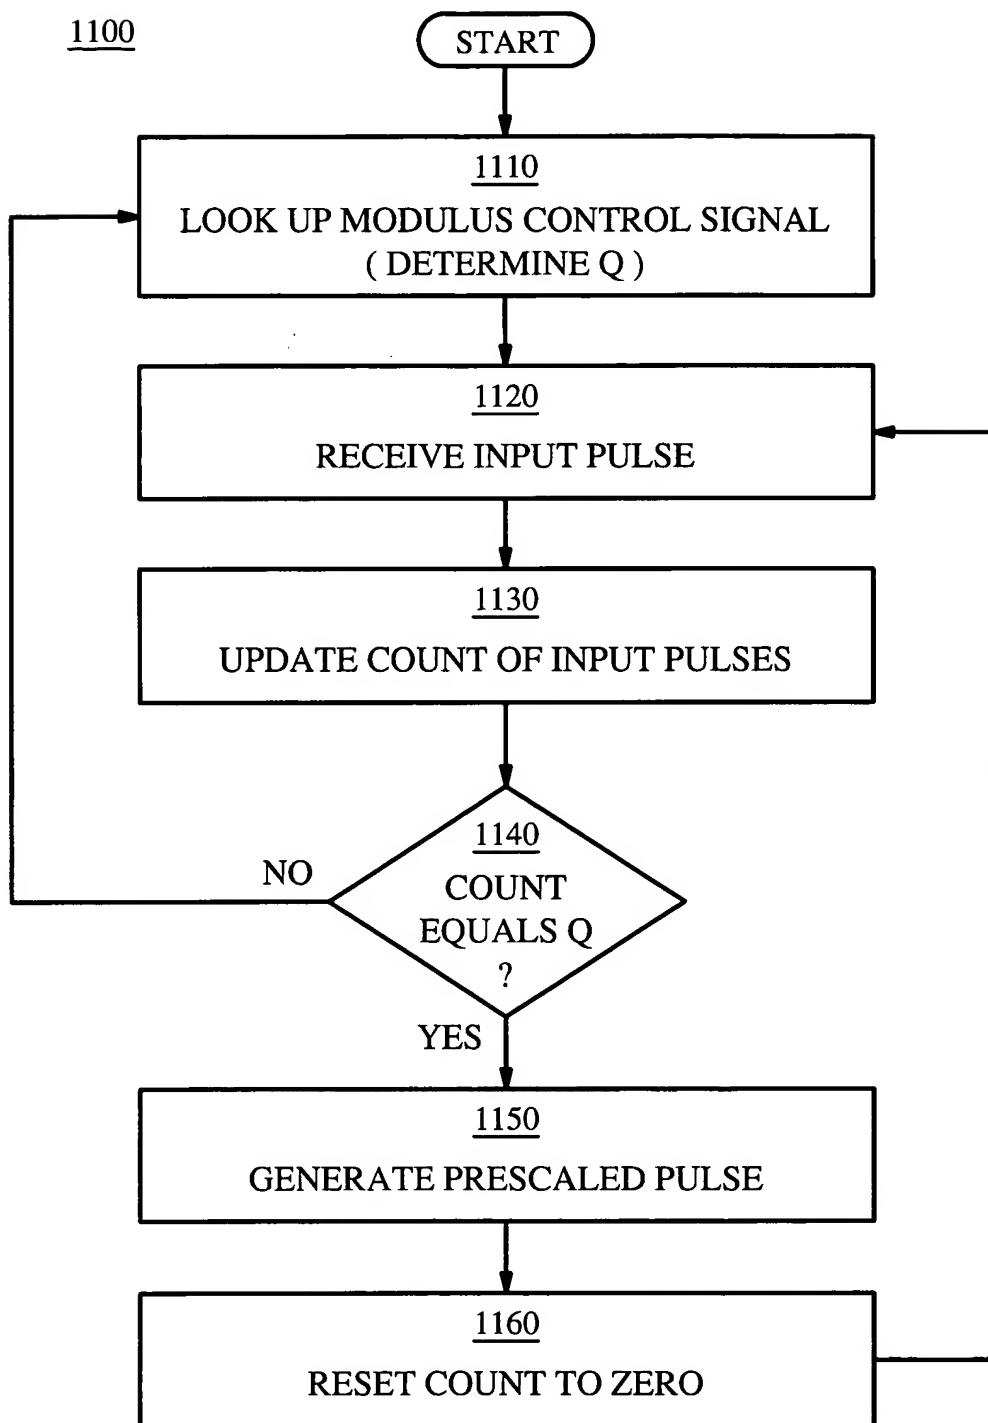 1100
START
1110
LOOK UP MODULUS CONTROL SIGNAL
( DETERMINE Q )
1120
RECEIVE INPUT PULSE
1130
UPDATE COUNT OF INPUT PULSES
1140
COUNT
EQUALS Q
?
NO
YES
1150
GENERATE PRESCALED PULSE
1160
RESET COUNT TO ZERO